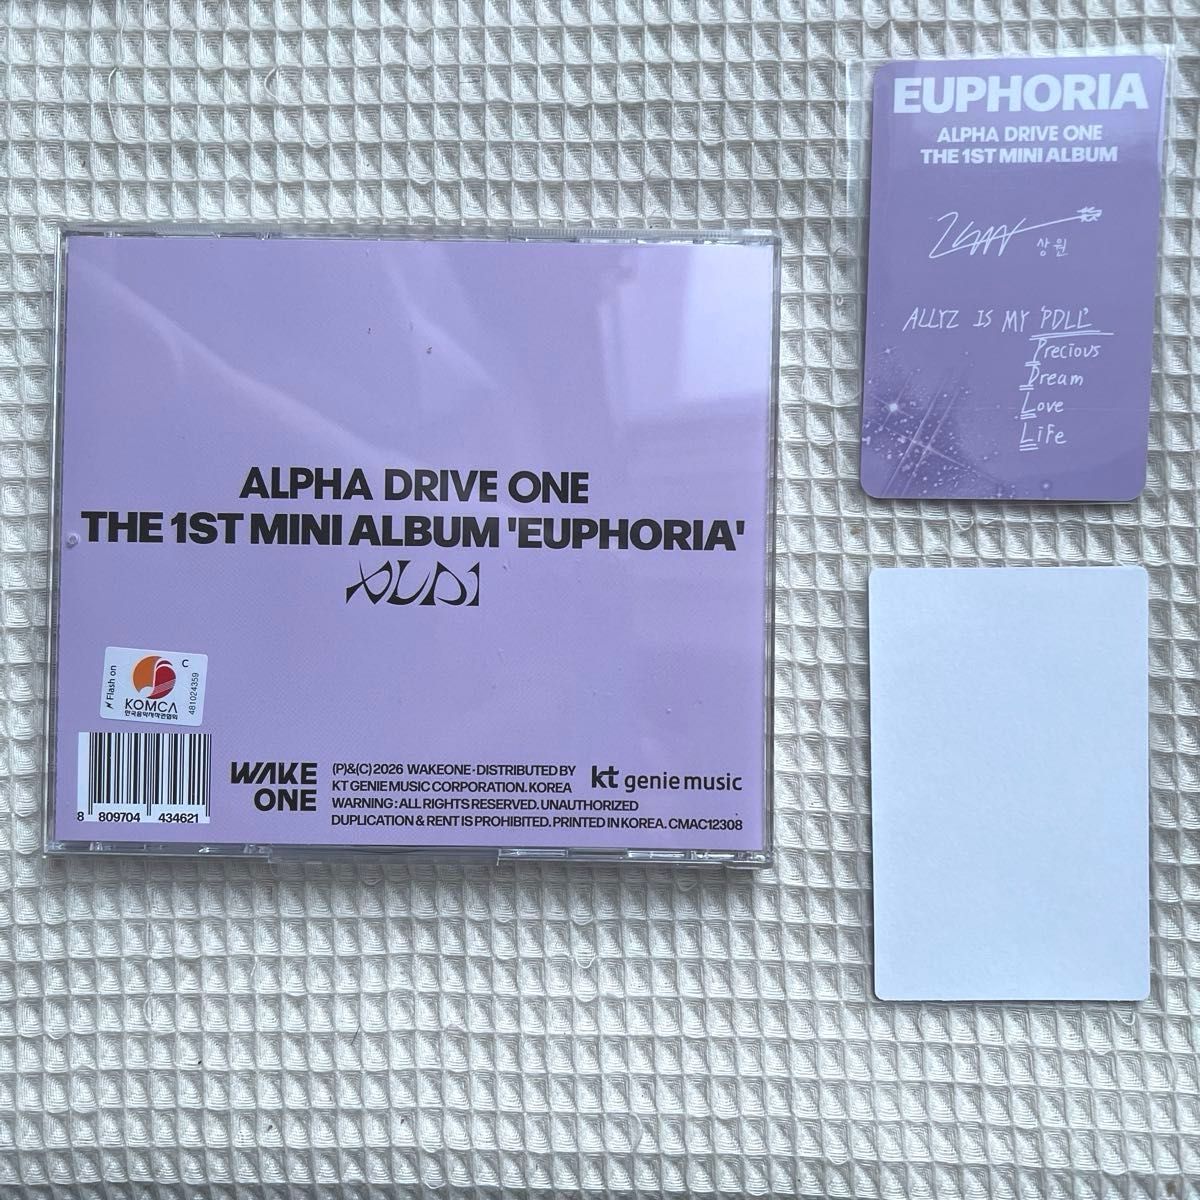 ALPHA DRIVE ONE
THE 1ST MINI ALBUM 'EUPHORIA'
Flash on
KOMCA
한국음악저작권협회
C
481024359
8 809704 434621
WAKE
ONE
(P)&(C) 2026 WAKEONE · DISTRIBUTED BY
KT GENIE MUSIC CORPORATION. KOREA
WARNING : ALL RIGHTS RESERVED. UNAUTHORIZED
DUPLICATION & RENT IS PROHIBITED. PRINTED IN KOREA. CMAC12308
kt genie music
EUPHORIA
ALPHA DRIVE ONE
THE 1ST MINI ALBUM
상원
ALLYZ IS MY 'PDLL'
Precious
Dream
Love
Life